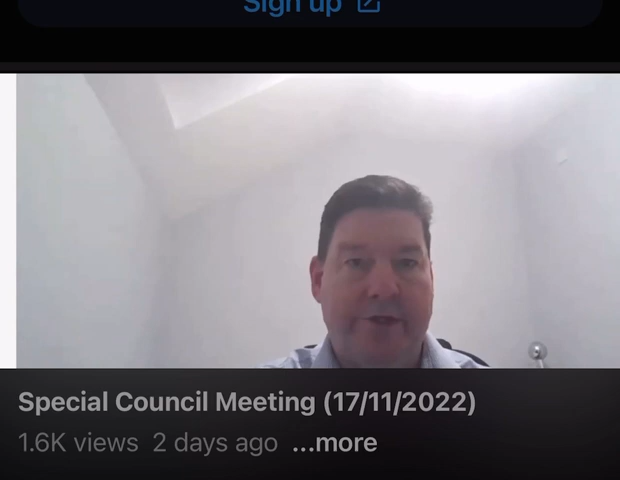 Sign up
Special Council Meeting (17/11/2022)
1.6K views 2 days ago ...more